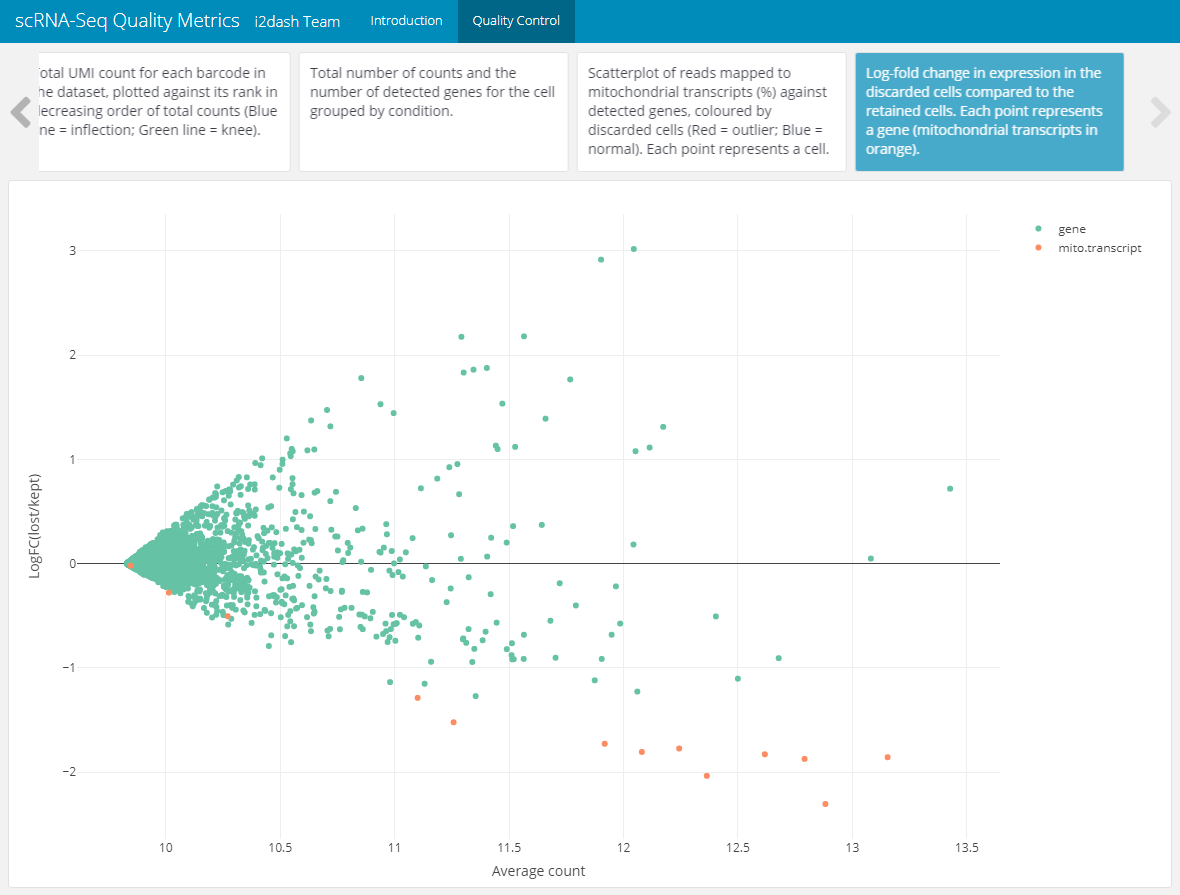 scRNA-Seq Quality Metrics i2dash Team Introduction Quality Control
otal UMI count for each barcode in
he dataset, plotted against its rank in
decreasing order of total counts (Blue
ne = inflection; Green line = knee).
Total number of counts and the
number of detected genes for the cell
grouped by condition.
Scatterplot of reads mapped to
mitochondrial transcripts (%) against
detected genes, coloured by
discarded cells (Red = outlier; Blue =
normal). Each point represents a cell.
Log-fold change in expression in the
discarded cells compared to the
retained cells. Each point represents
a gene (mitochondrial transcripts in
orange).
gene
mito.transcript
3
2
1
0
−1
−2
LogFC(lost/kept)
10 10.5 11 11.5 12 12.5 13 13.5
Average count